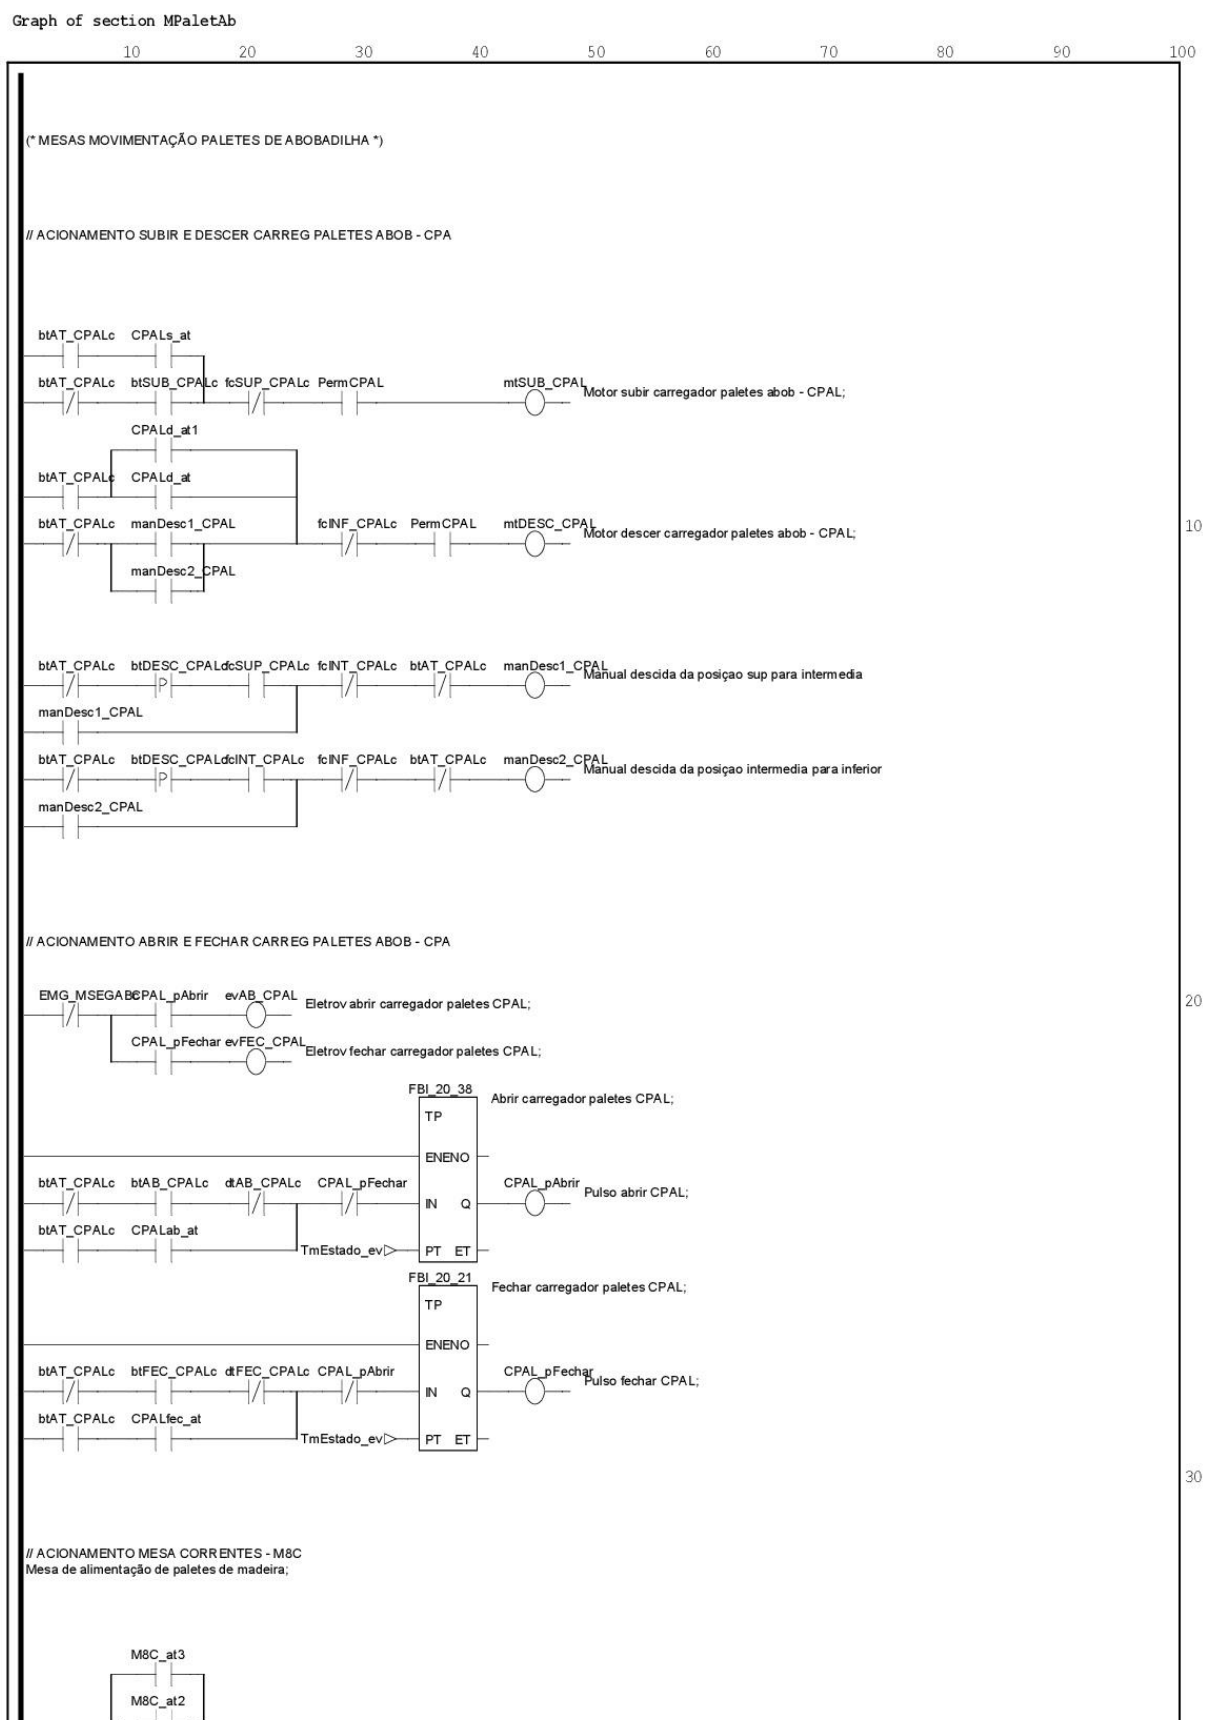 Graph of section MPaletAb
10 20 30 40 50 60 70 80 90 100
(* MESAS MOVIMENTAÇÃO PALETES DE ABOBADILHA *)
// ACIONAMENTO SUBIR E DESCER CARREG PALETES ABOB - CPA
btAT_CPALc CPALs_at
btAT_CPALc btSUB_CPALc fcSUP_CPALc PermCPAL mtSUB_CPAL Motor subir carregador paletes abob - CPAL;
CPALd_at1
btAT_CPALc CPALd_at
btAT_CPALc manDesc1_CPAL fcINF_CPALc PermCPAL mtDESC_CPAL Motor descer carregador paletes abob - CPAL;
10
manDesc2_CPAL
btAT_CPALc btDESC_CPALc fcSUP_CPALc fcINT_CPALc btAT_CPALc manDesc1_CPAL Manual descida da posiçao sup para intermedia
P
manDesc1_CPAL
btAT_CPALc btDESC_CPALc fcINT_CPALc fcINF_CPALc btAT_CPALc manDesc2_CPAL Manual descida da posiçao intermedia para inferior
P
manDesc2_CPAL
// ACIONAMENTO ABRIR E FECHAR CARREG PALETES ABOB - CPA
EMG_MSEGABc CPAL_pAbrir evAB_CPAL Eletrov abrir carregador paletes CPAL;
20
CPAL_pFechar evFEC_CPAL Eletrov fechar carregador paletes CPAL;
FBI_20_38 Abrir carregador paletes CPAL;
TP
ENENO
btAT_CPALc btAB_CPALc dtAB_CPALc CPAL_pFechar IN Q CPAL_pAbrir Pulso abrir CPAL;
btAT_CPALc CPALab_at TmEstado_ev PT ET
FBI_20_21 Fechar carregador paletes CPAL;
TP
ENENO
btAT_CPALc btFEC_CPALc dtFEC_CPALc CPAL_pAbrir IN Q CPAL_pFechar Pulso fechar CPAL;
btAT_CPALc CPALfec_at TmEstado_ev PT ET
30
// ACIONAMENTO MESA CORRENTES - M8C
Mesa de alimentação de paletes de madeira;
M8C_at3
M8C_at2